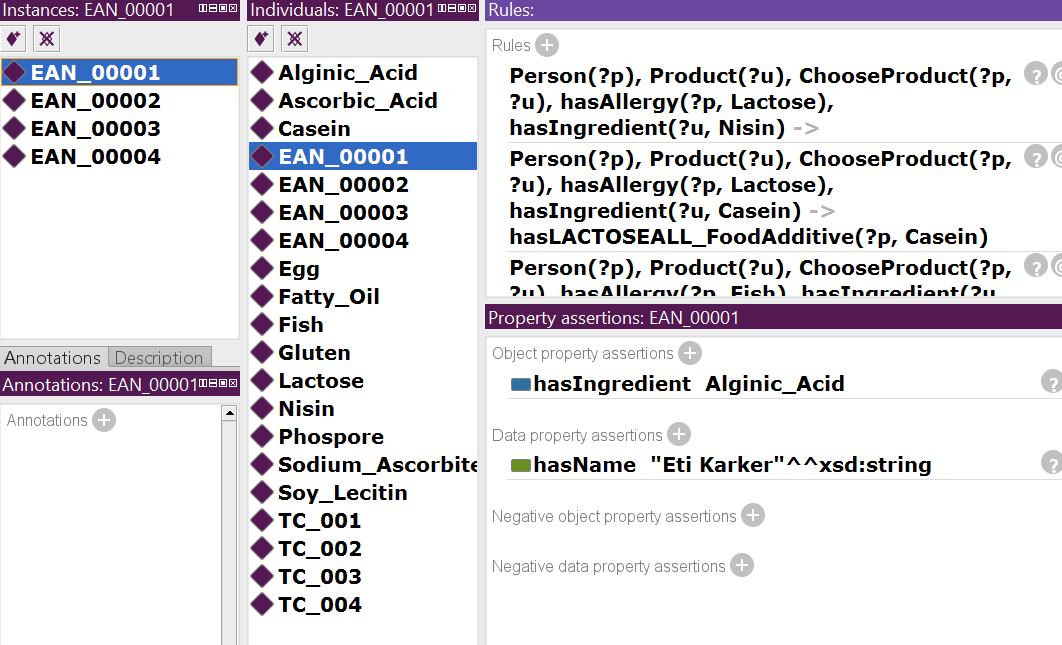 Instances: EAN_00001
EAN_00001
EAN_00002
EAN_00003
EAN_00004
Annotations Description
Annotations: EAN_00001
Annotations
Individuals: EAN_00001
Alginic_Acid
Ascorbic_Acid
Casein
EAN_00001
EAN_00002
EAN_00003
EAN_00004
Egg
Fatty_Oil
Fish
Gluten
Lactose
Nisin
Phospore
Sodium_Ascorbite
Soy_Lecitin
TC_001
TC_002
TC_003
TC_004
Rules:
Rules
Person(?p), Product(?u), ChooseProduct(?p,
?u), hasAllergy(?p, Lactose),
hasIngredient(?u, Nisin) ->
Person(?p), Product(?u), ChooseProduct(?p,
?u), hasAllergy(?p, Lactose),
hasIngredient(?u, Casein) ->
hasLACTOSEALL_FoodAdditive(?p, Casein)
Person(?p), Product(?u), ChooseProduct(?p,
?u), hasAllergy(?p, Fish), hasIngredient(?u,
Property assertions: EAN_00001
Object property assertions
hasIngredient Alginic_Acid
Data property assertions
hasName "Eti Karker"^^xsd:string
Negative object property assertions
Negative data property assertions